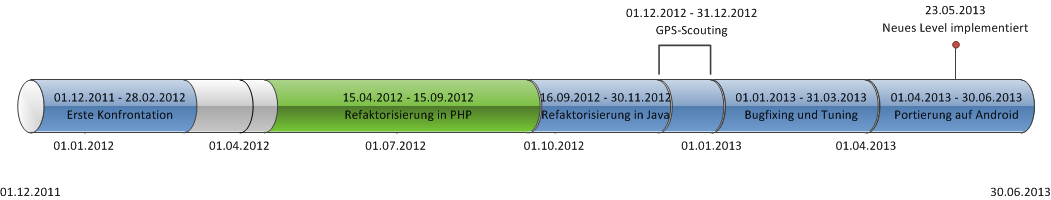 01.12.2012 - 31.12.2012
GPS-Scouting
23.05.2013
Neues Level implementiert
01.12.2011 - 28.02.2012
Erste Konfrontation
15.04.2012 - 15.09.2012
Refaktorisierung in PHP
16.09.2012 - 30.11.2012
Refaktorisierung in Java
01.01.2013 - 31.03.2013
Bugfixing und Tuning
01.04.2013 - 30.06.2013
Portierung auf Android
01.01.2012
01.04.2012
01.07.2012
01.10.2012
01.01.2013
01.04.2013
01.12.2011
30.06.2013